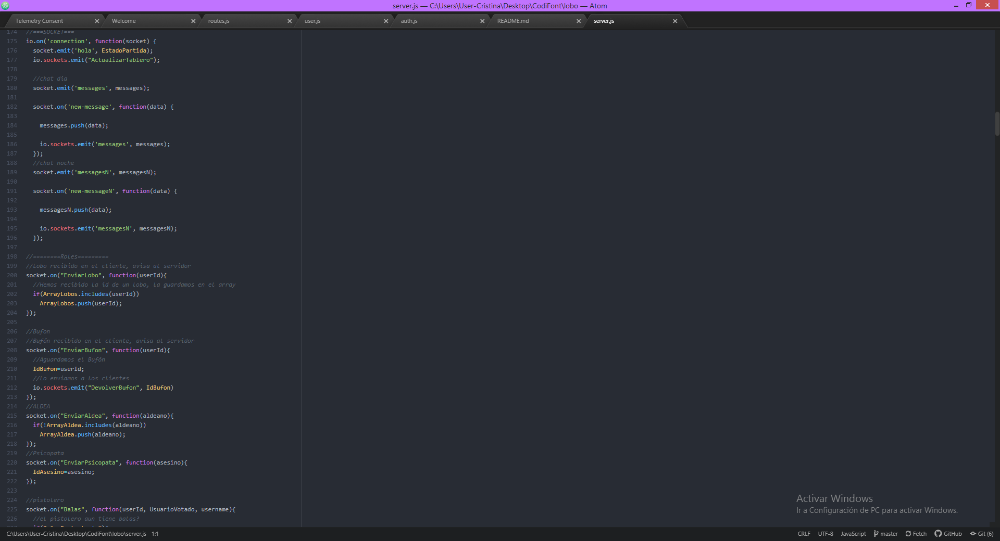 server.js — C:\Users\User-Cristina\Desktop\CodiFont\lobo — Atom
Telemetry Consent
Welcome
routes.js
user.js
auth.js
README.md
server.js
174 //===SOCKET===
175 io.on('connection', function(socket) {
176 socket.emit('hola', EstadoPartida);
177 io.sockets.emit("ActualizarTablero");
178
179 //chat dia
180 socket.emit('messages', messages);
181
182 socket.on('new-message', function(data) {
183
184 messages.push(data);
185
186 io.sockets.emit('messages', messages);
187 });
188 //chat noche
189 socket.emit('messagesN', messagesN);
190
191 socket.on('new-messageN', function(data) {
192
193 messagesN.push(data);
194
195 io.sockets.emit('messagesN', messagesN);
196 });
197
198 //========Roles=========
199 //Lobo recibido en el cliente, avisa al servidor
200 socket.on("EnviarLobo", function(userId){
201 //Hemos recibido la id de un lobo, la guardamos en el array
202 if(ArrayLobos.includes(userId))
203 ArrayLobos.push(userId);
204 });
205
206 //Bufon
207 //Bufón recibido en el cliente, avisa al servidor
208 socket.on("EnviarBufon", function(userId){
209 //Aguardamos el Bufón
210 IdBufon=userId;
211 //Lo enviamos a los clientes
212 io.sockets.emit("DevolverBufon", IdBufon)
213 });
214 //ALDEA
215 socket.on("EnviarAldea", function(aldeano){
216 if(!ArrayAldea.includes(aldeano))
217 ArrayAldea.push(aldeano);
218 });
219 //Psicopata
220 socket.on("EnviarPsicopata", function(asesino){
221 IdAsesino=asesino;
222 });
223
224 //pistolero
225 socket.on("Balas", function(userId, UsuarioVotado, username){
226 //el pistolero aun tiene balas?
Activar Windows
Ir a Configuración de PC para activar Windows.
C:\Users\User-Cristina\Desktop\CodiFont\lobo\server.js 1:1
CRLF UTF-8 JavaScript master Fetch GitHub Git (6)